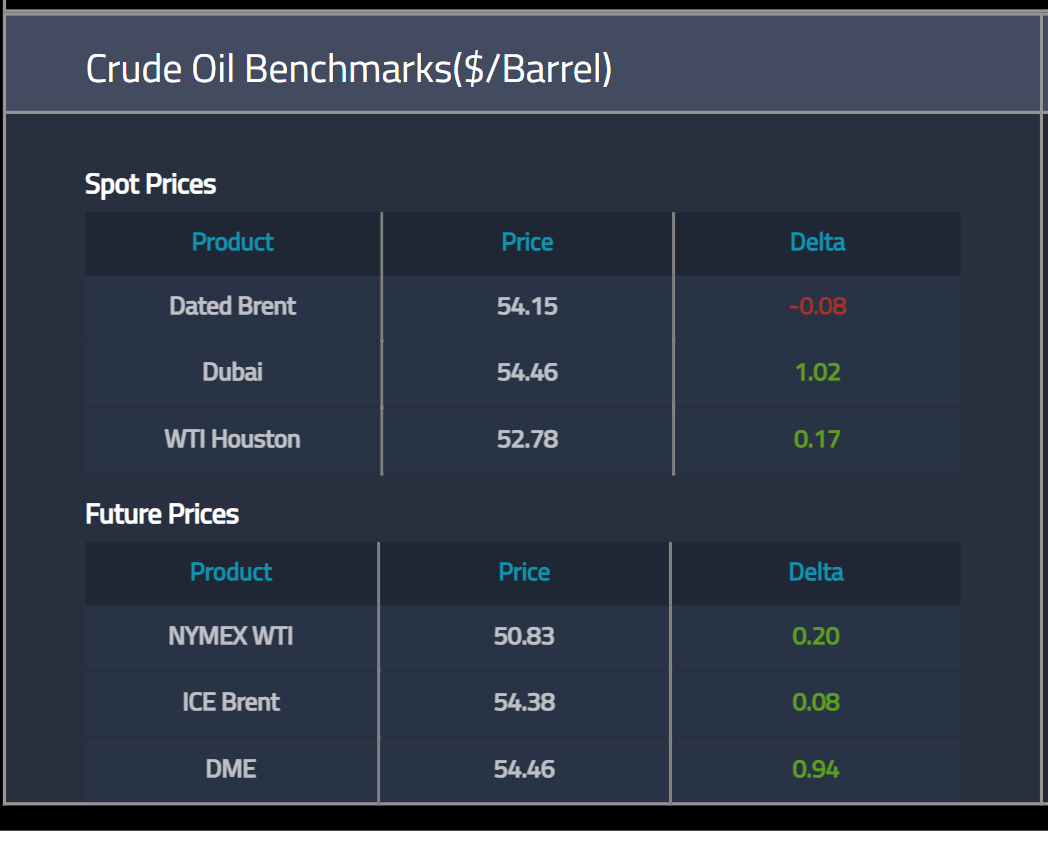 Crude Oil Benchmarks($/Barrel)
Spot Prices
Product Price Delta
Dated Brent 54.15 -0.08
Dubai 54.46 1.02
WTI Houston 52.78 0.17
Future Prices
Product Price Delta
NYMEX WTI 50.83 0.20
ICE Brent 54.38 0.08
DME 54.46 0.94